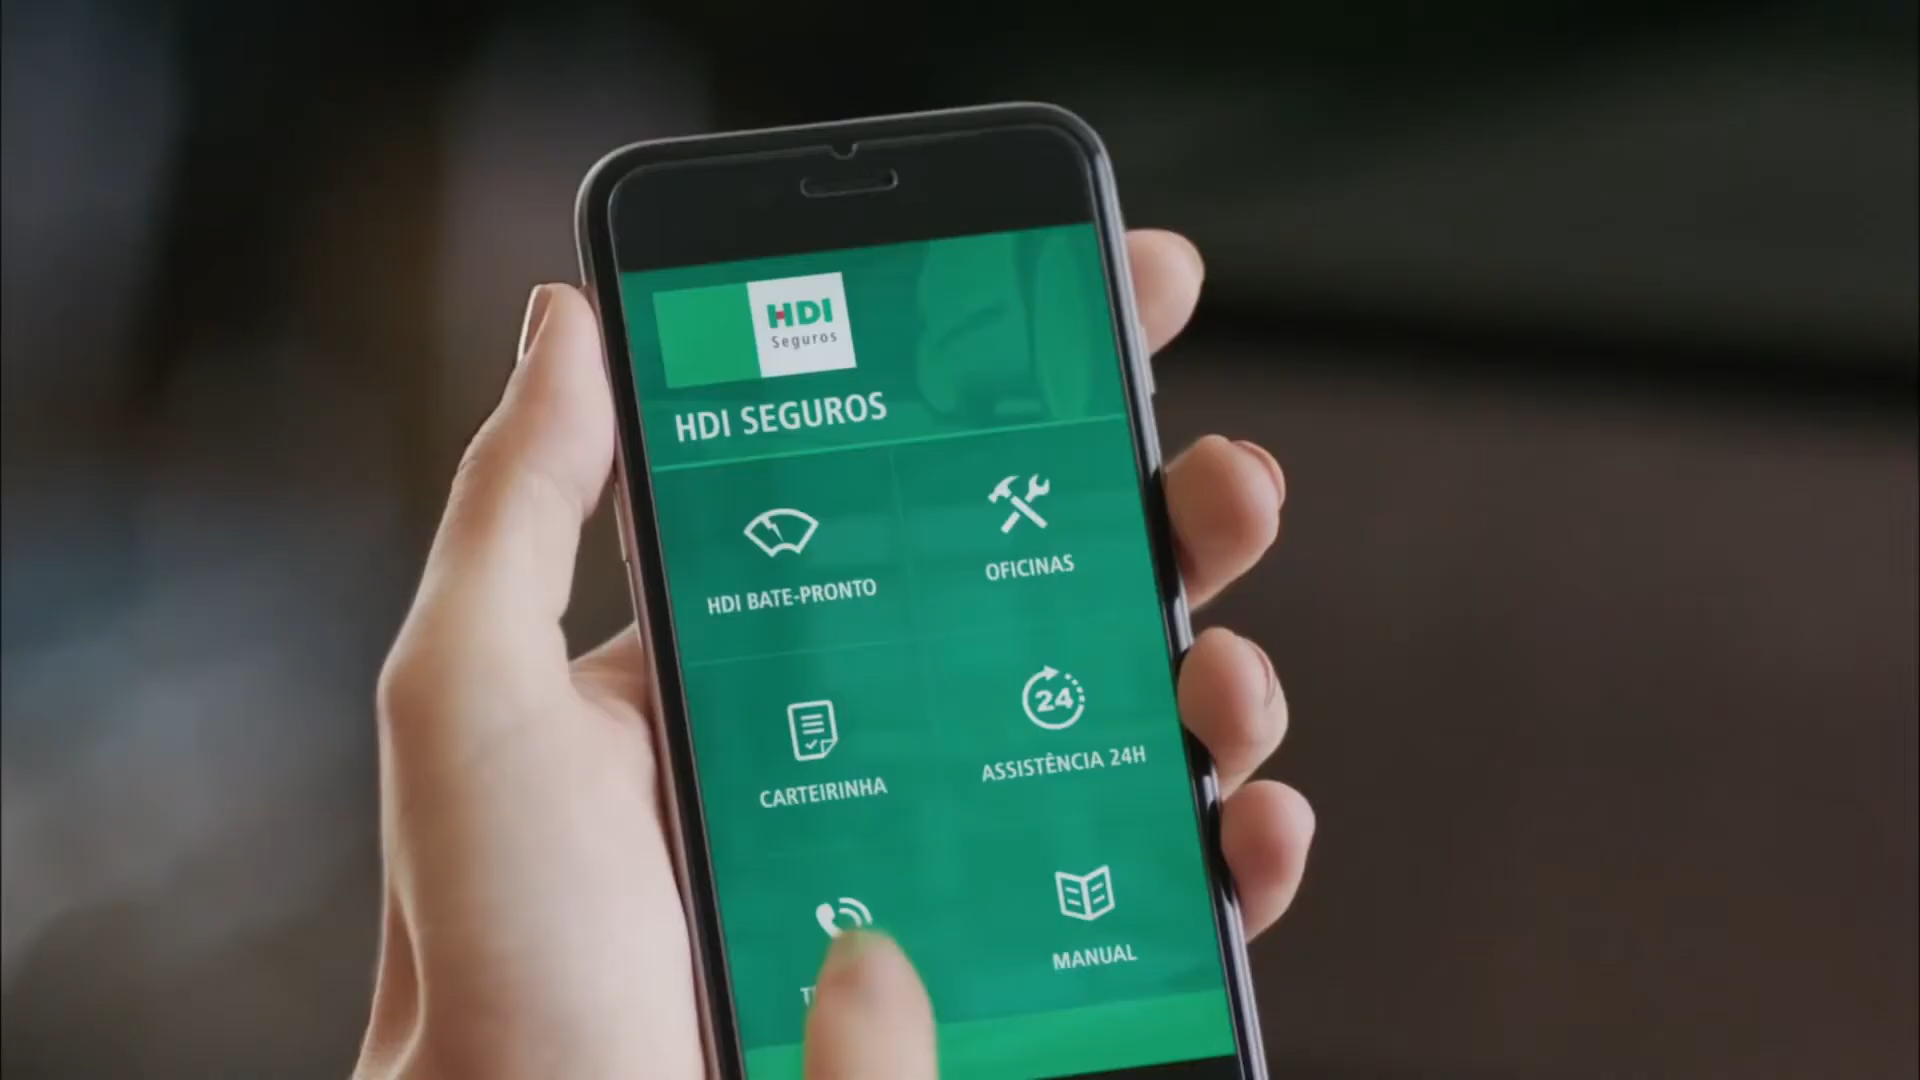 HDI
Seguros
HDI SEGUROS
HDI BATE-PRONTO
OFICINAS
CARTEIRINHA
24
ASSISTÊNCIA 24H
MANUAL